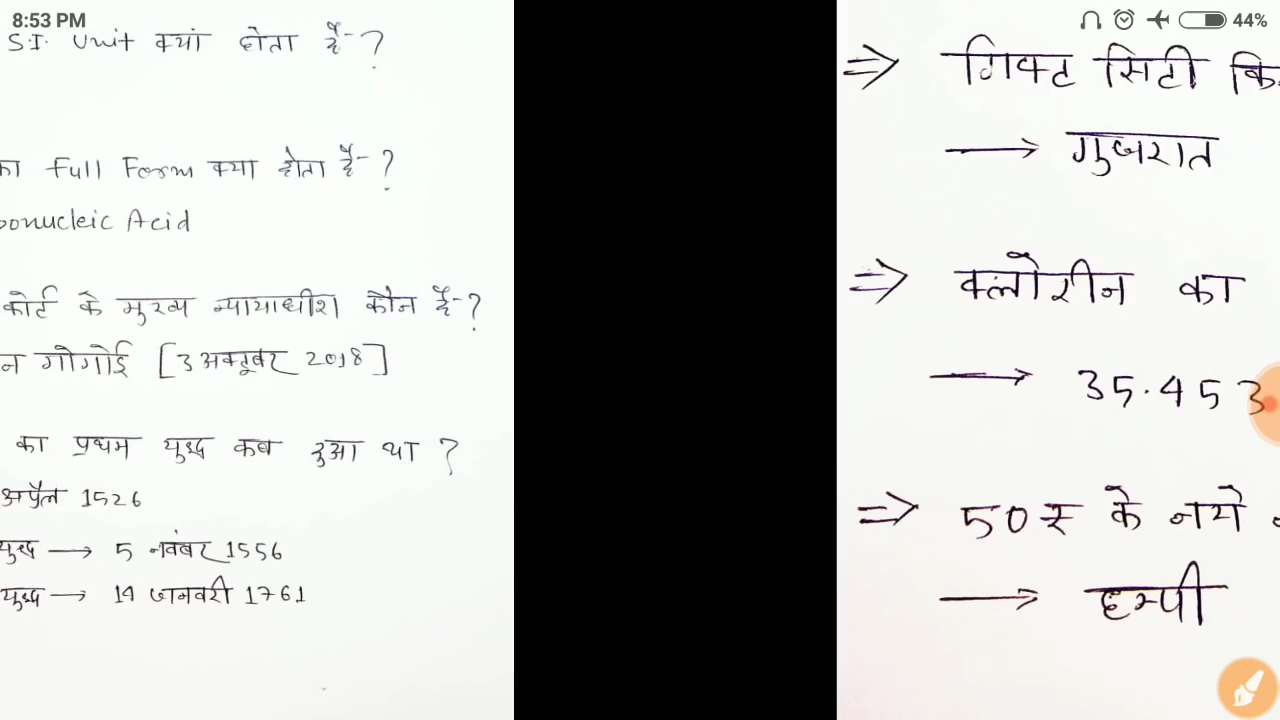 8:53 PM
44%
S.I. Unit क्यां होता है- ?
का Full Form क्या होता है- ?
bonucleic Acid
कोर्ट के मुख्य न्यायाधीश कौन है- ?
न गोगोई [3 अक्टूबर 2018]
का प्रथम युद्ध कब हुआ था ?
अप्रैल 1526
युद्ध → 5 नवंबर 1556
युद्ध → 14 जनवरी 1761
⇒ गिफ्ट सिटी कि
→ गुजरात
⇒ क्लोरीन का
→ 35.453
⇒ 50₹ के नये
→ हम्पी